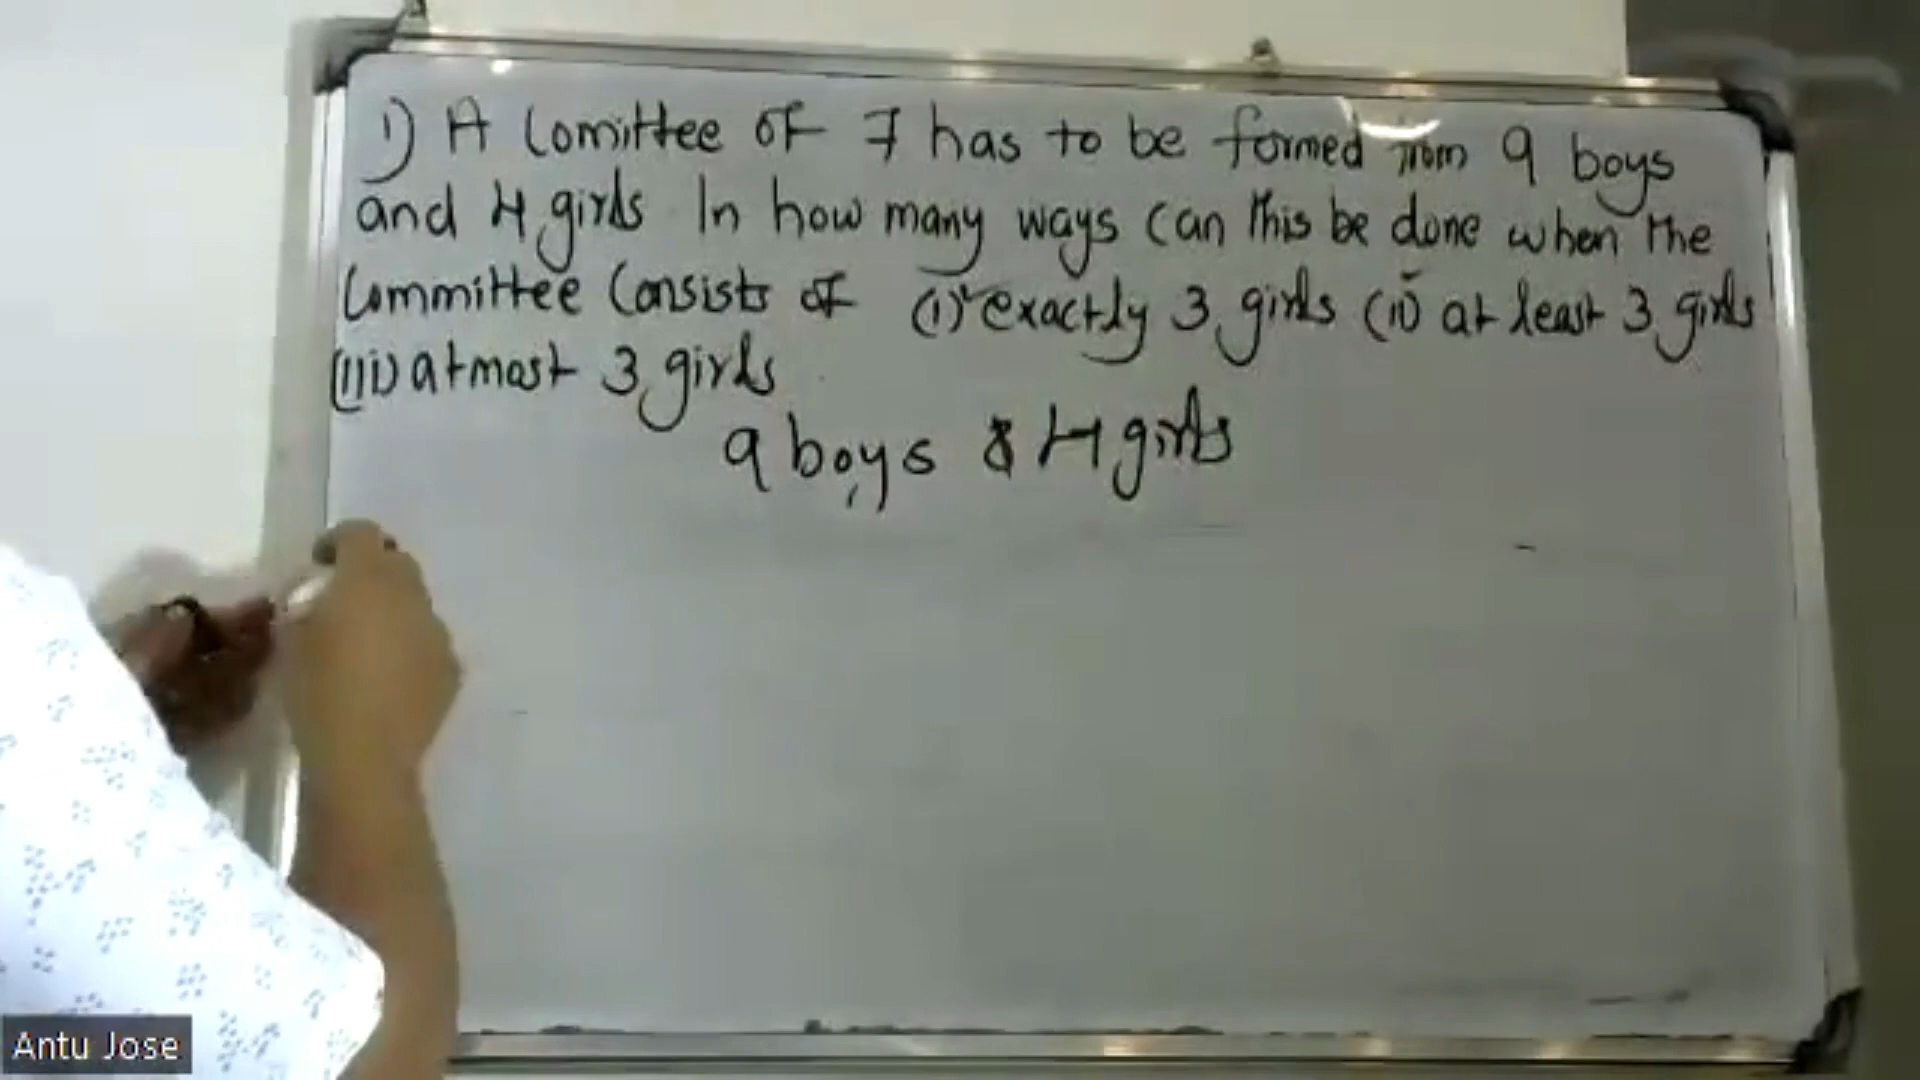 1) A Comittee of 7 has to be formed from 9 boys
and 4 girls In how many ways can this be done when the
Committee Consists of (i) exactly 3 girls (ii) at least 3 girls
(iii) atmost 3 girls
9 boys & 4 girls
Antu Jose